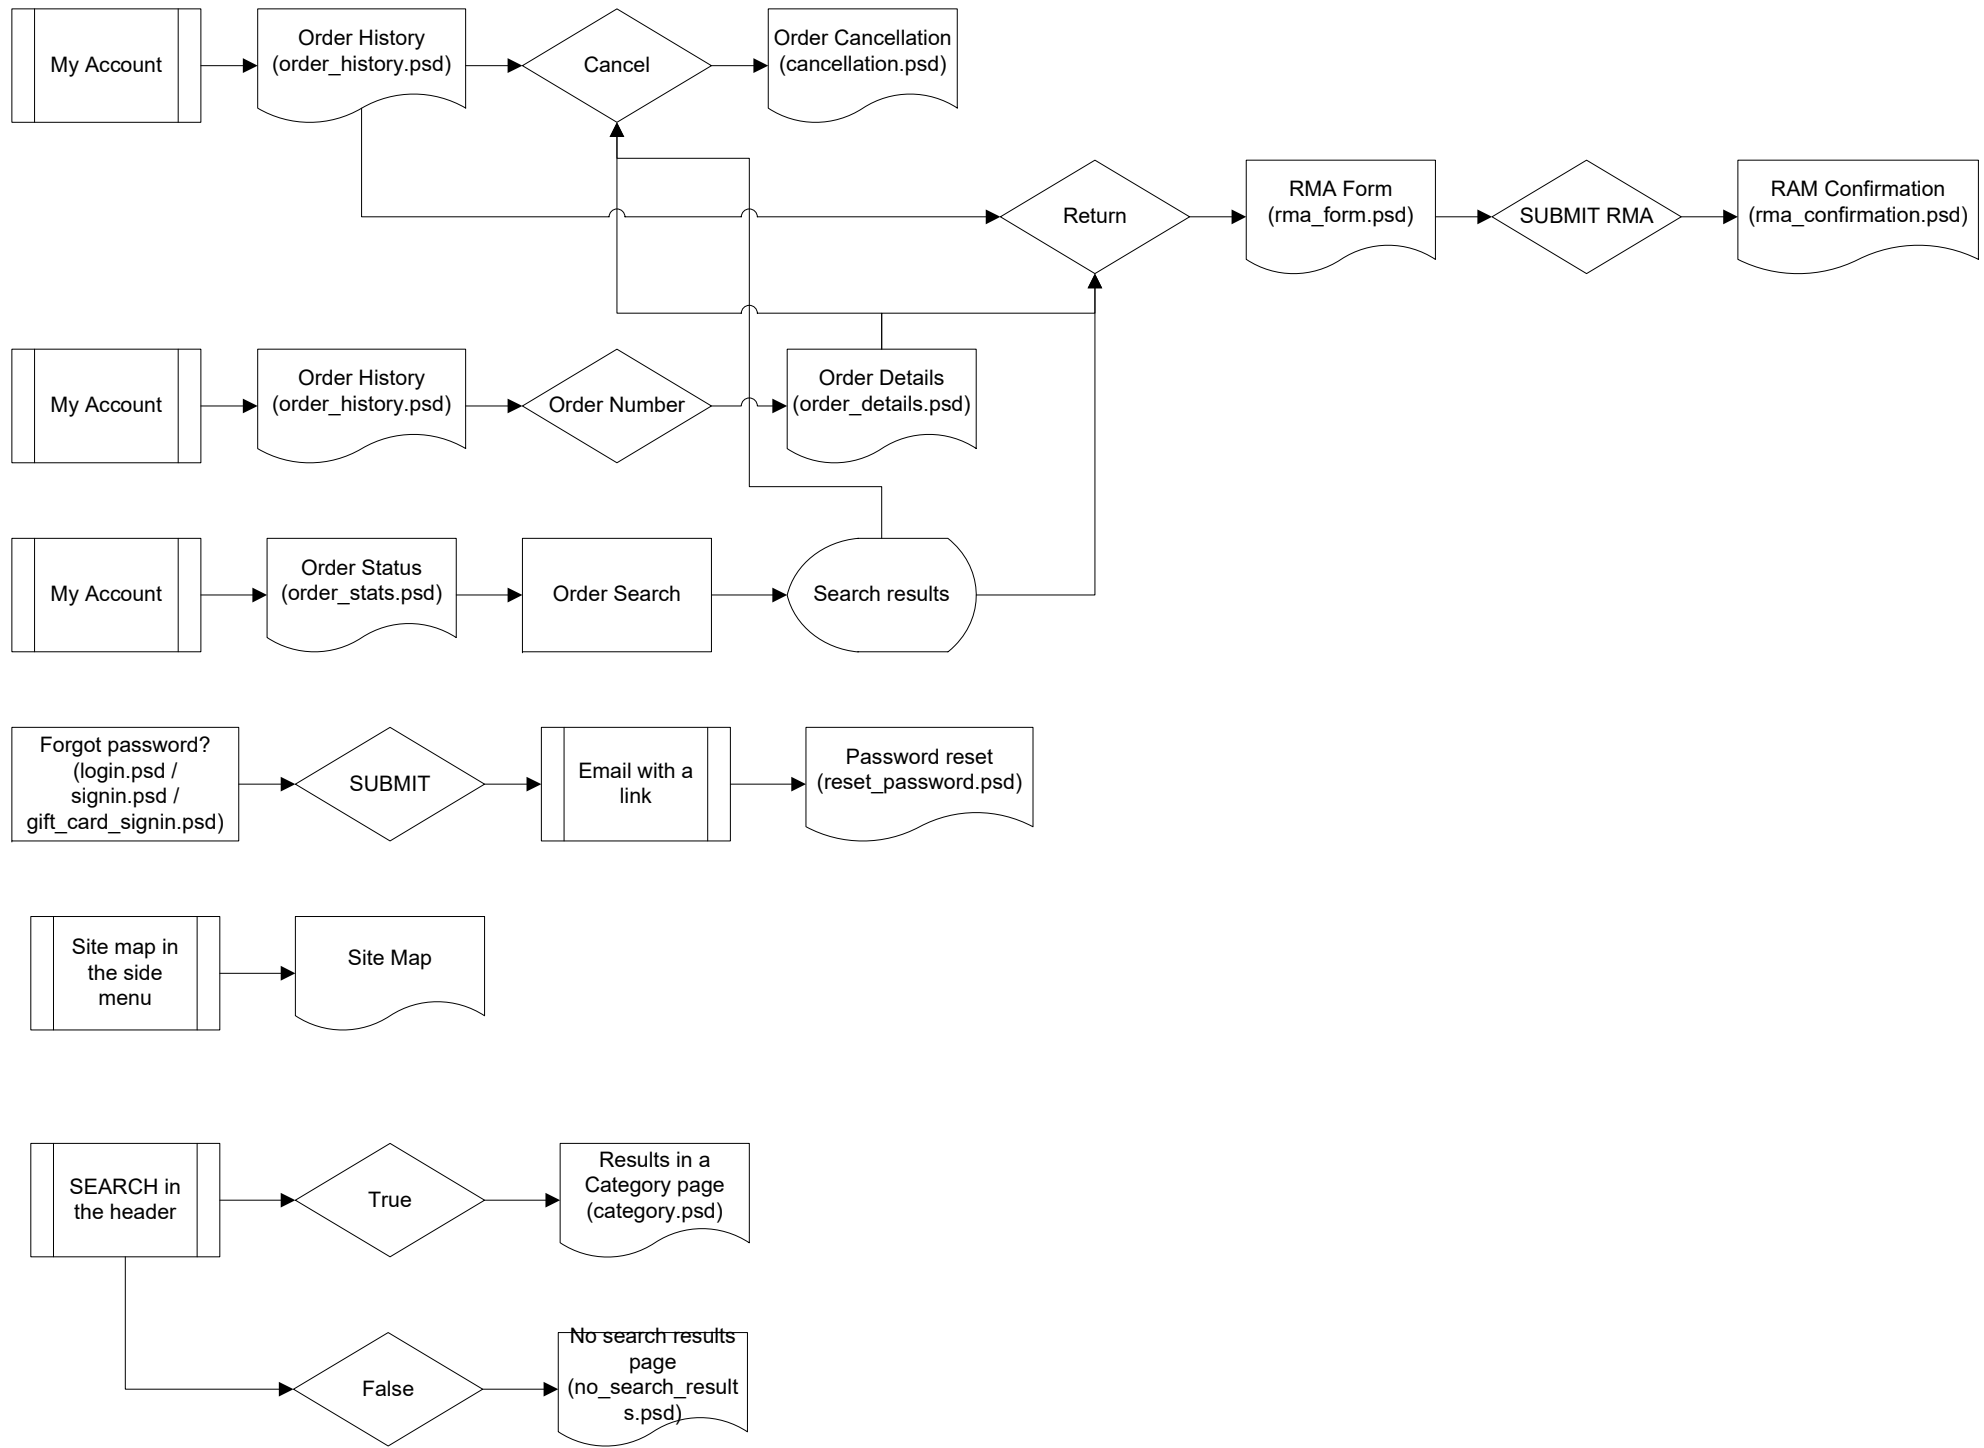 My Account
Order History
(order_history.psd)
Cancel
Order Cancellation
(cancellation.psd)
Return
RMA Form
(rma_form.psd)
SUBMIT RMA
RAM Confirmation
(rma_confirmation.psd)
My Account
Order History
(order_history.psd)
Order Number
Order Details
(order_details.psd)
My Account
Order Status
(order_stats.psd)
Order Search
Search results
Forgot password?
(login.psd /
signin.psd /
gift_card_signin.psd)
SUBMIT
Email with a
link
Password reset
(reset_password.psd)
Site map in
the side
menu
Site Map
SEARCH in
the header
True
Results in a
Category page
(category.psd)
False
No search results
page
(no_search_result
s.psd)